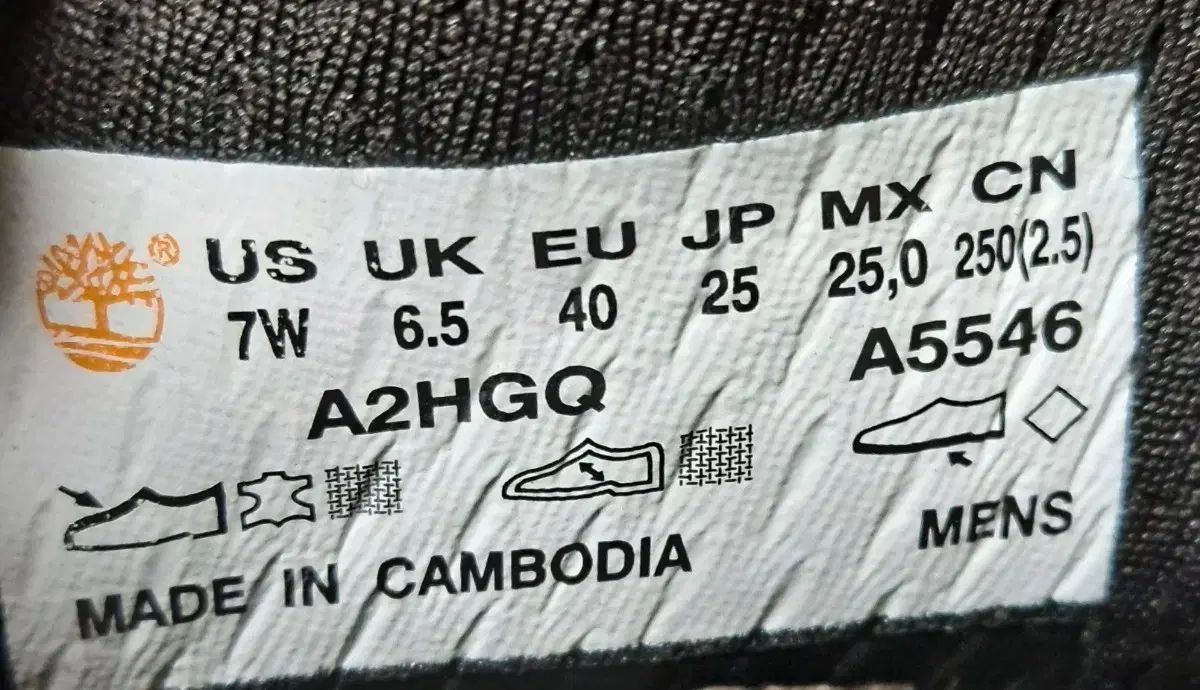 ® US UK EU JP MX CN
7W 6.5 40 25 25,0 250(2.5)
A2HGQ A5546
MENS
MADE IN CAMBODIA